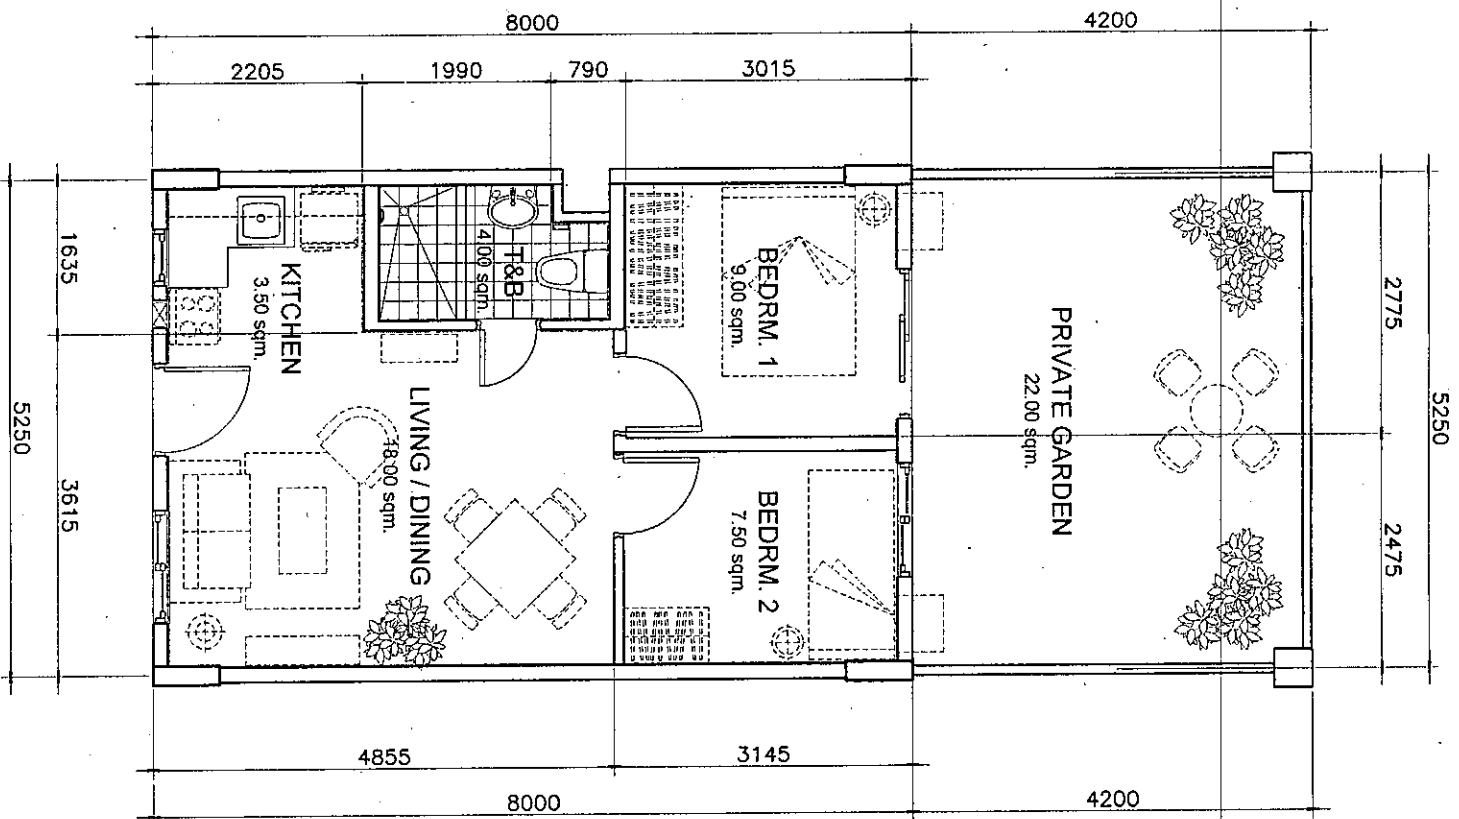 8000
4200
2205
1990
790
3015
1635
3615
5250
2775
2475
5250
KITCHEN
3.50 sqm.
T&B
4.00 sqm.
BEDRM. 1
9.00 sqm.
LIVING / DINING
18.00 sqm.
BEDRM. 2
7.50 sqm.
PRIVATE GARDEN
22.00 sqm.
4855
3145
8000
4200